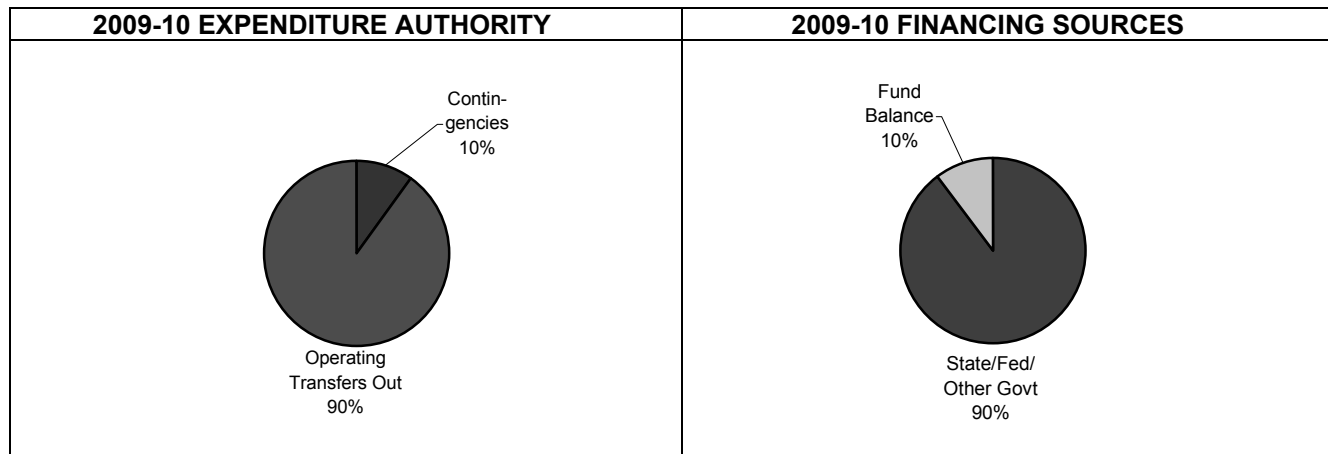 2009-10 EXPENDITURE AUTHORITY
Contin-
gencies
10%
Operating
Transfers Out
90%
2009-10 FINANCING SOURCES
Fund
Balance
10%
State/Fed/
Other Govt
90%